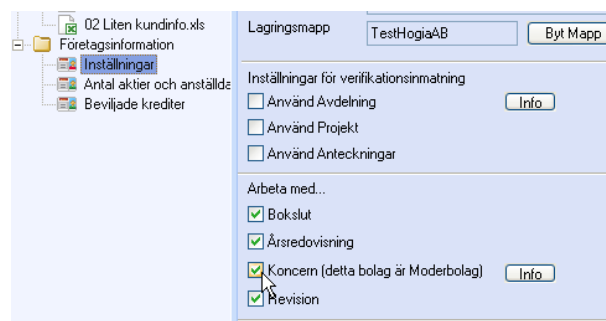 02 Liten kundinfo.xls
Företagsinformation
Inställningar
Antal aktier och anställda
Beviljade krediter
Lagringsmapp
TestHogiaAB
Byt Mapp
Inställningar för verifikationsinmatning
Använd Avdelning
Info
Använd Projekt
Använd Anteckningar
Arbeta med...
Bokslut
Årsredovisning
Koncern (detta bolag är Moderbolag)
Info
Revision